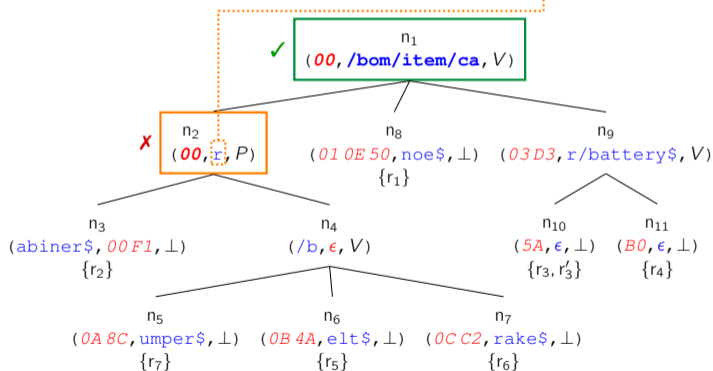 ✓
n₁
(00,/bom/item/ca,V)
✗
n₂
(00,r,P)
n₈
(01 0E 50,noe$,⊥)
{r₁}
n₉
(03 D3,r/battery$,V)
n₃
(abiner$,00 F1,⊥)
{r₂}
n₄
(/b,ϵ,V)
n₁₀
(5A,ϵ,⊥)
{r₃,r₃′}
n₁₁
(B0,ϵ,⊥)
{r₄}
n₅
(0A 8C,umper$,⊥)
{r₇}
n₆
(0B 4A,elt$,⊥)
{r₅}
n₇
(0C C2,rake$,⊥)
{r₆}